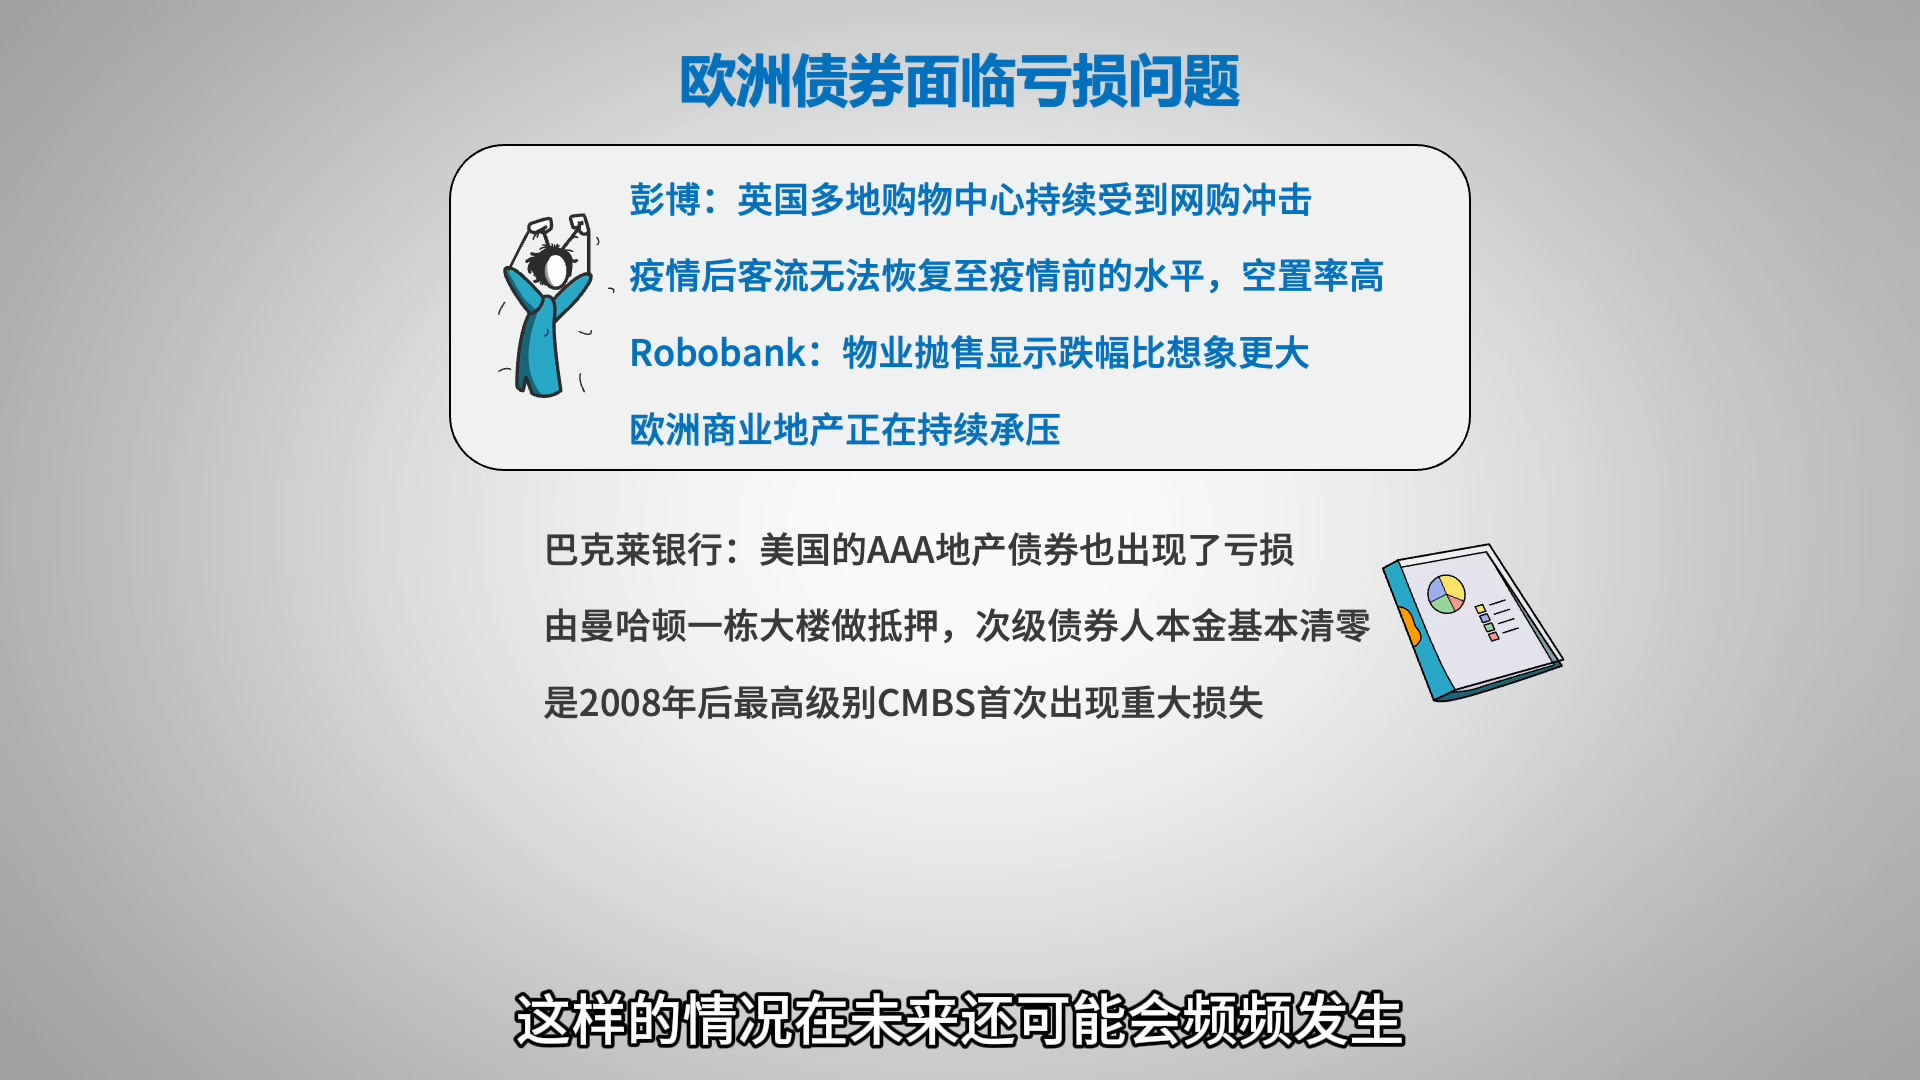 欧洲债券面临亏损问题
彭博：英国多地购物中心持续受到网购冲击
疫情后客流无法恢复至疫情前的水平，空置率高
Robobank：物业抛售显示跌幅比想象更大
欧洲商业地产正在持续承压
巴克莱银行：美国的AAA地产债券也出现了亏损
由曼哈顿一栋大楼做抵押，次级债券人本金基本清零
是2008年后最高级别CMBS首次出现重大损失
这样的情况在未来还可能会频频发生